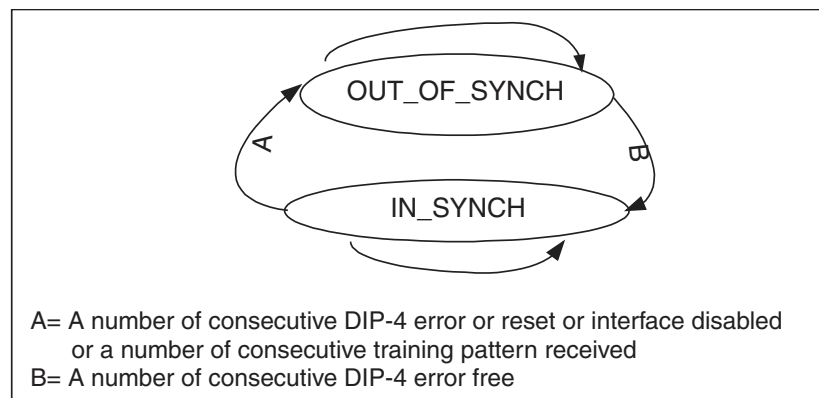 OUT_OF_SYNCH
A
B
IN_SYNCH
A= A number of consecutive DIP-4 error or reset or interface disabled
or a number of consecutive training pattern received
B= A number of consecutive DIP-4 error free